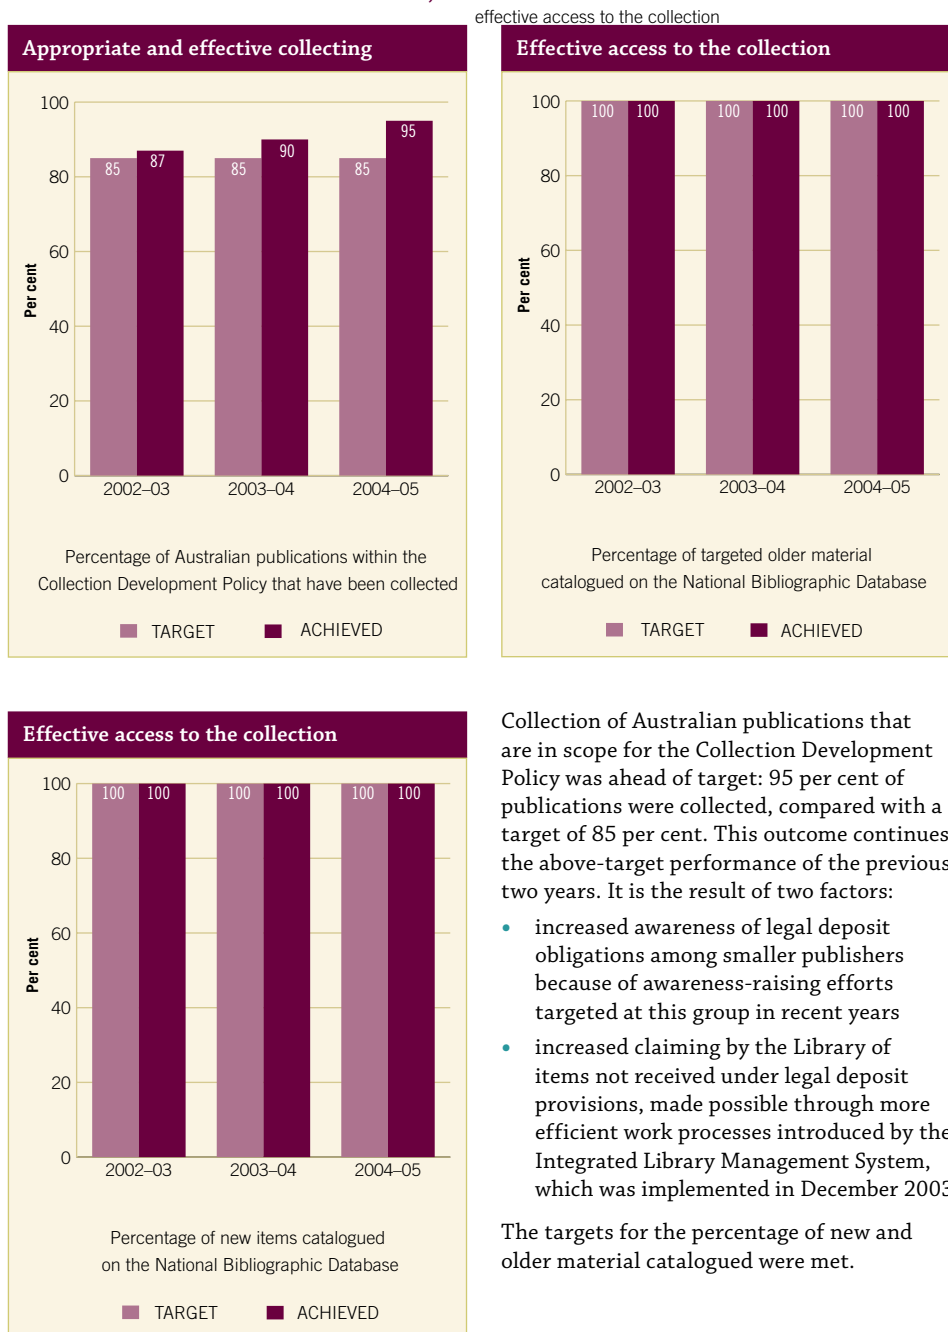 effective access to the collection
Appropriate and effective collecting
100
80
60
40
20
0
Per cent
85
87
85
90
85
95
2002–03
2003–04
2004–05
Percentage of Australian publications within the
Collection Development Policy that have been collected
TARGET
ACHIEVED
Effective access to the collection
100
80
60
40
20
0
Per cent
100
100
100
100
100
100
2002–03
2003–04
2004–05
Percentage of targeted older material
catalogued on the National Bibliographic Database
TARGET
ACHIEVED
Effective access to the collection
100
80
60
40
20
0
Per cent
100
100
100
100
100
100
2002–03
2003–04
2004–05
Percentage of new items catalogued
on the National Bibliographic Database
TARGET
ACHIEVED
Collection of Australian publications that
are in scope for the Collection Development
Policy was ahead of target: 95 per cent of
publications were collected, compared with a
target of 85 per cent. This outcome continues
the above-target performance of the previous
two years. It is the result of two factors:
• increased awareness of legal deposit
obligations among smaller publishers
because of awareness-raising efforts
targeted at this group in recent years
• increased claiming by the Library of
items not received under legal deposit
provisions, made possible through more
efficient work processes introduced by the
Integrated Library Management System,
which was implemented in December 2003
The targets for the percentage of new and
older material catalogued were met.